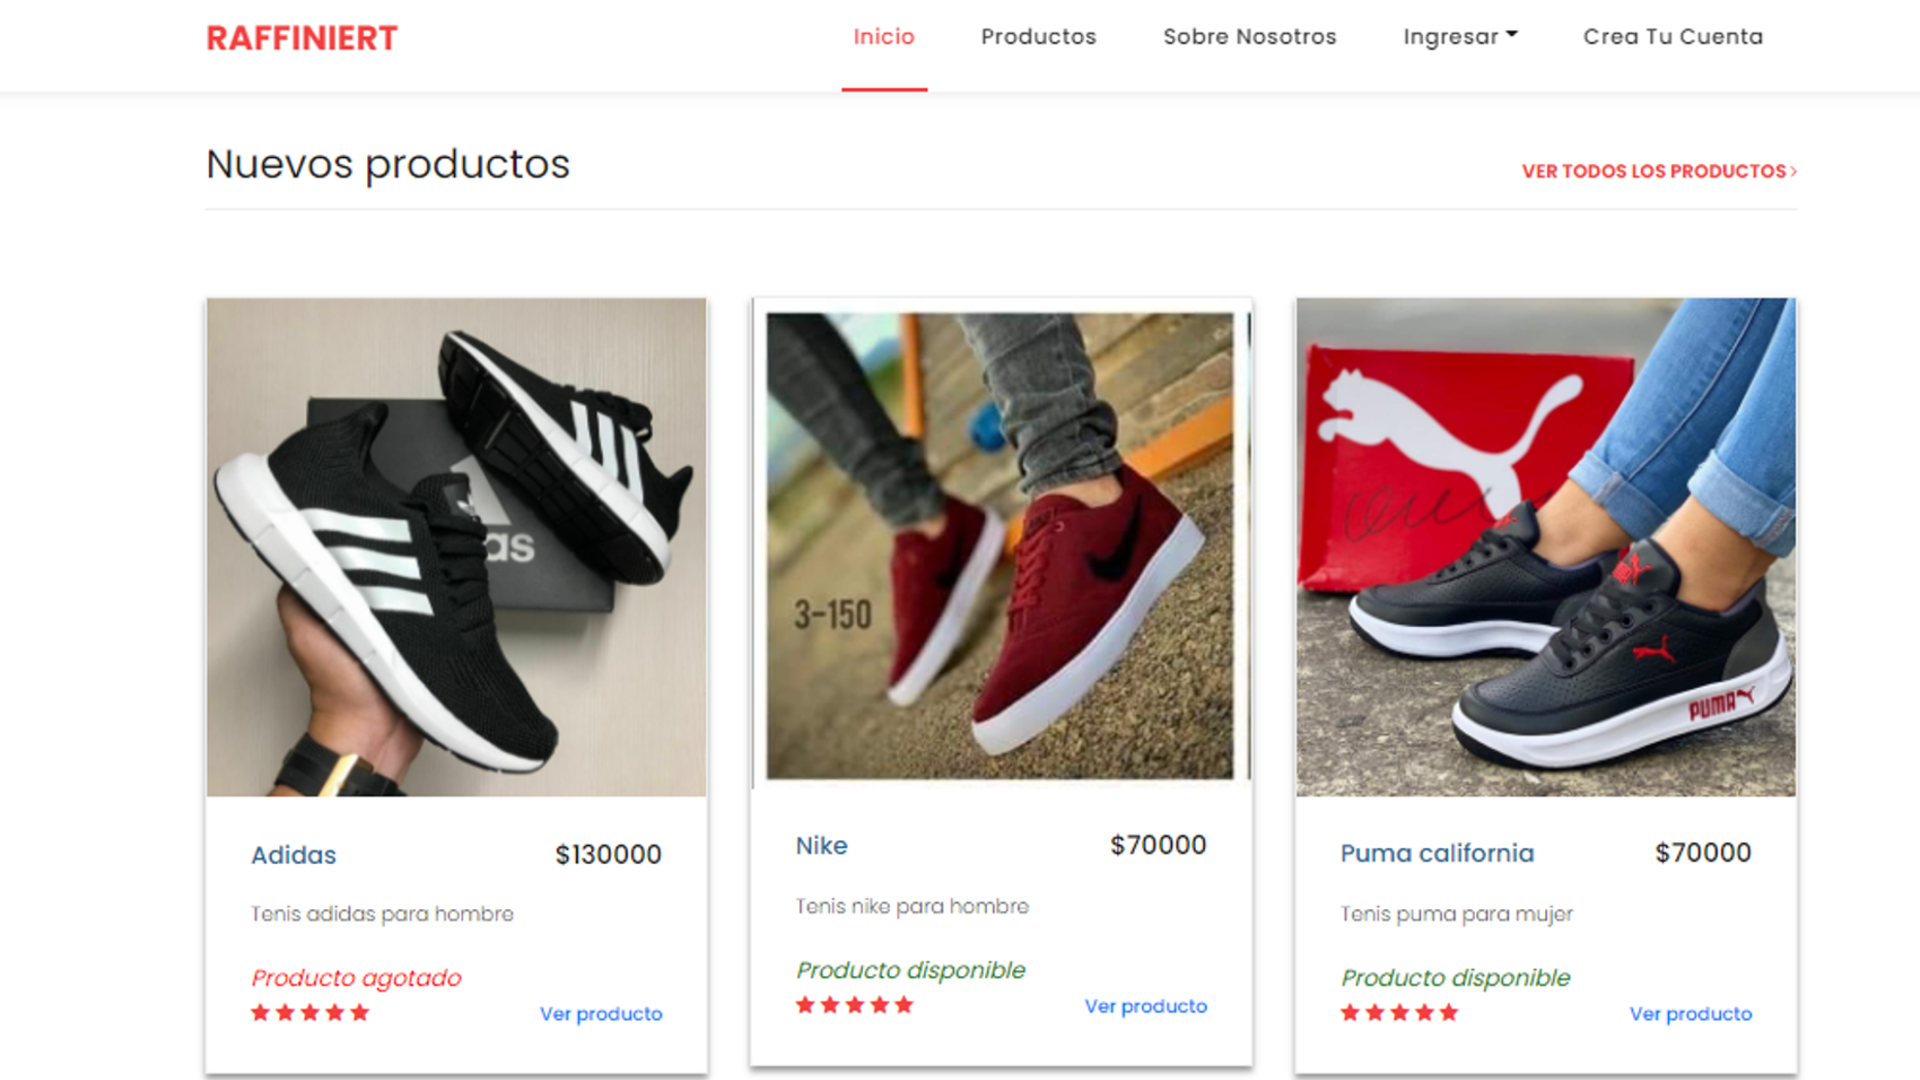 RAFFINIERT
Inicio Productos Sobre Nosotros Ingresar Crea Tu Cuenta
Nuevos productos
VER TODOS LOS PRODUCTOS >
as
3-150
PUMA
Adidas $130000
Tenis adidas para hombre
Producto agotado
Ver producto
Nike $70000
Tenis nike para hombre
Producto disponible
Ver producto
Puma california $70000
Tenis puma para mujer
Producto disponible
Ver producto